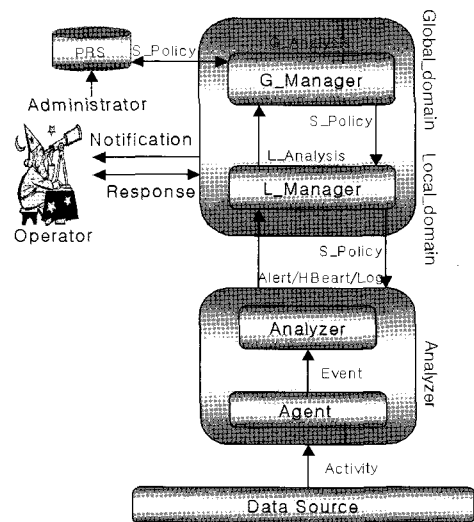 PRS
S_Policy
G_Analysis
G_Manager
Global_domain
Administrator
S_Policy
Notification
L_Analysis
Response
L_Manager
Local_domain
Operator
S_Policy
Alert/HBeart/Log
Analyzer
Analyzer
Event
Agent
Activity
Data Source